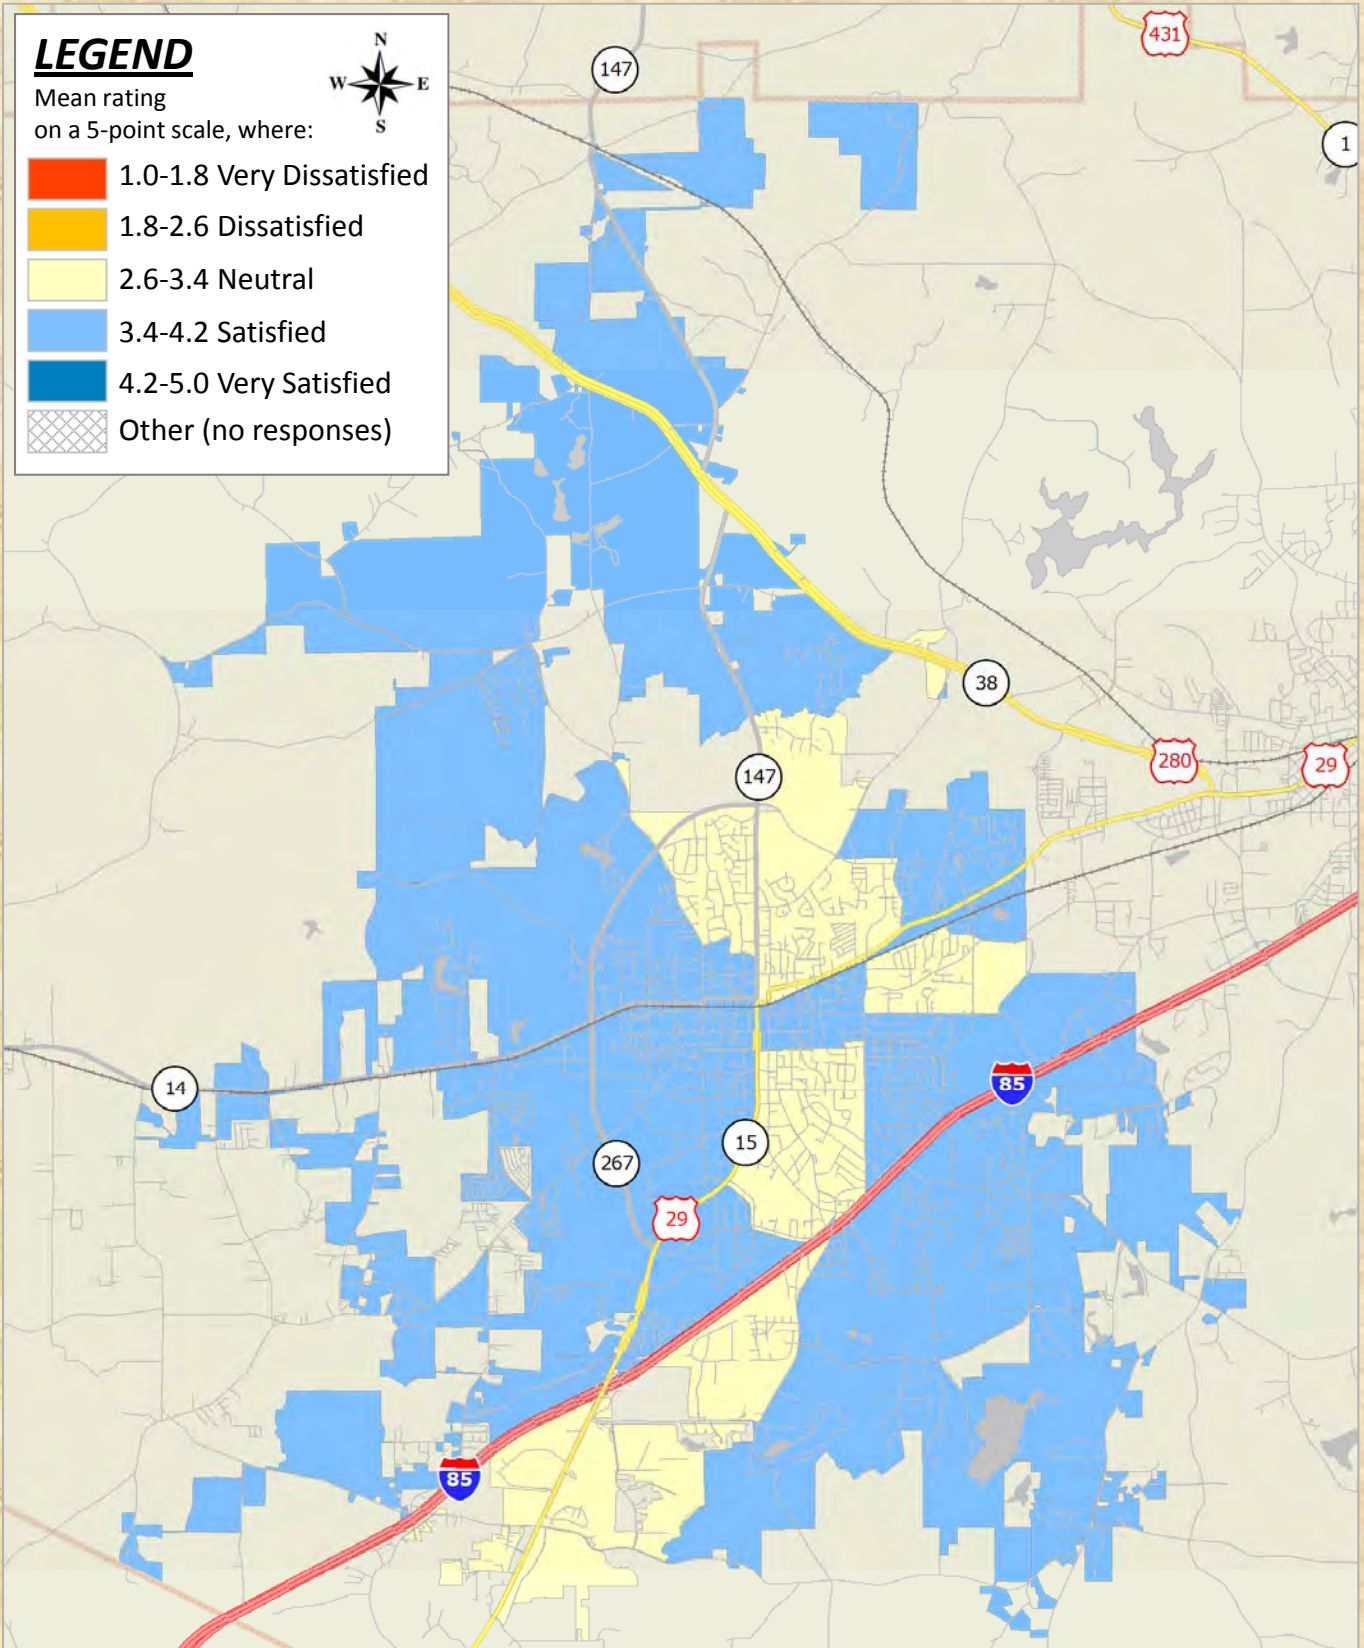 LEGEND
N
W E
S
Mean rating
on a 5-point scale, where:
1.0-1.8 Very Dissatisfied
1.8-2.6 Dissatisfied
2.6-3.4 Neutral
3.4-4.2 Satisfied
4.2-5.0 Very Satisfied
Other (no responses)
431
147
1
38
280
29
147
14
85
15
267
29
85